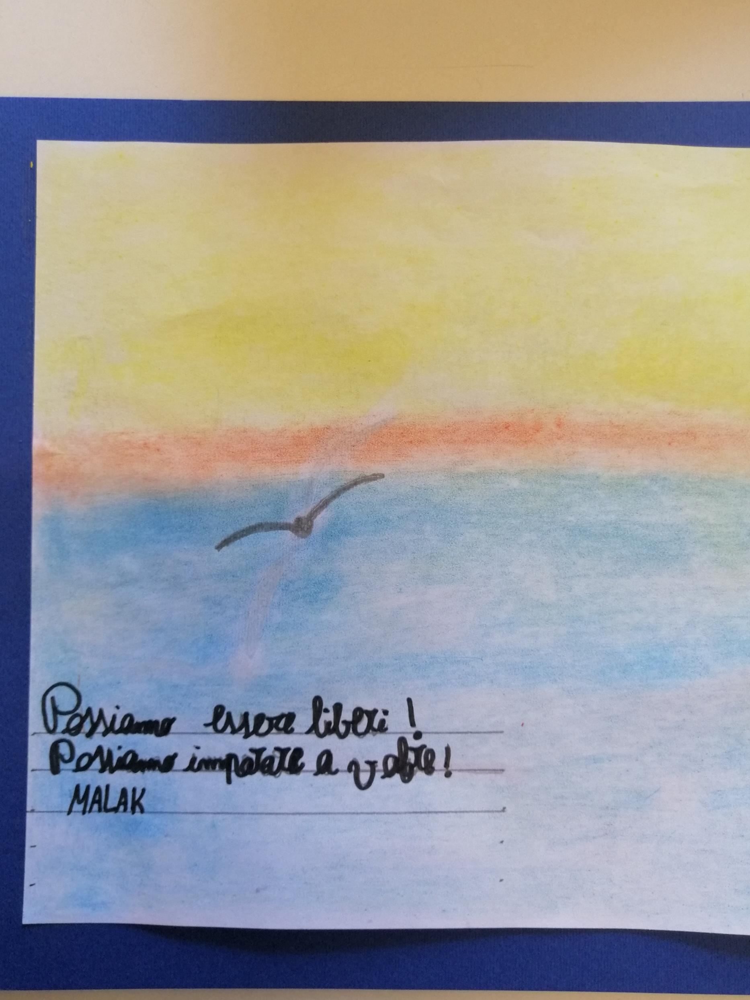 Possiamo essere liberi !
Possiamo imparare a volare!
MALAK